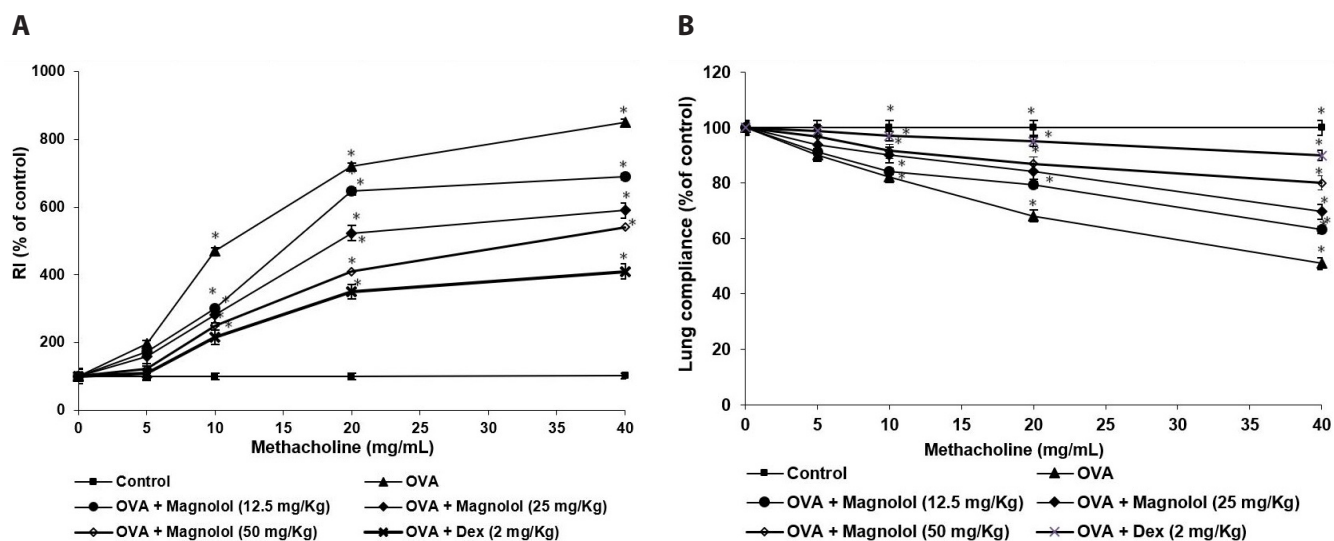 A
RI (% of control)
1000
800
600
400
200
0
0 5 10 15 20 25 30 35 40
Methacholine (mg/mL)
Control OVA
OVA + Magnolol (12.5 mg/Kg) OVA + Magnolol (25 mg/Kg)
OVA + Magnolol (50 mg/Kg) OVA + Dex (2 mg/Kg)
B
Lung compliance (%of control)
120
100
80
60
40
20
0
0 5 10 15 20 25 30 35 40
Methacholine (mg/mL)
Control OVA
OVA + Magnolol (12.5 mg/Kg) OVA + Magnolol (25 mg/Kg)
OVA + Magnolol (50 mg/Kg) OVA + Dex (2 mg/Kg)